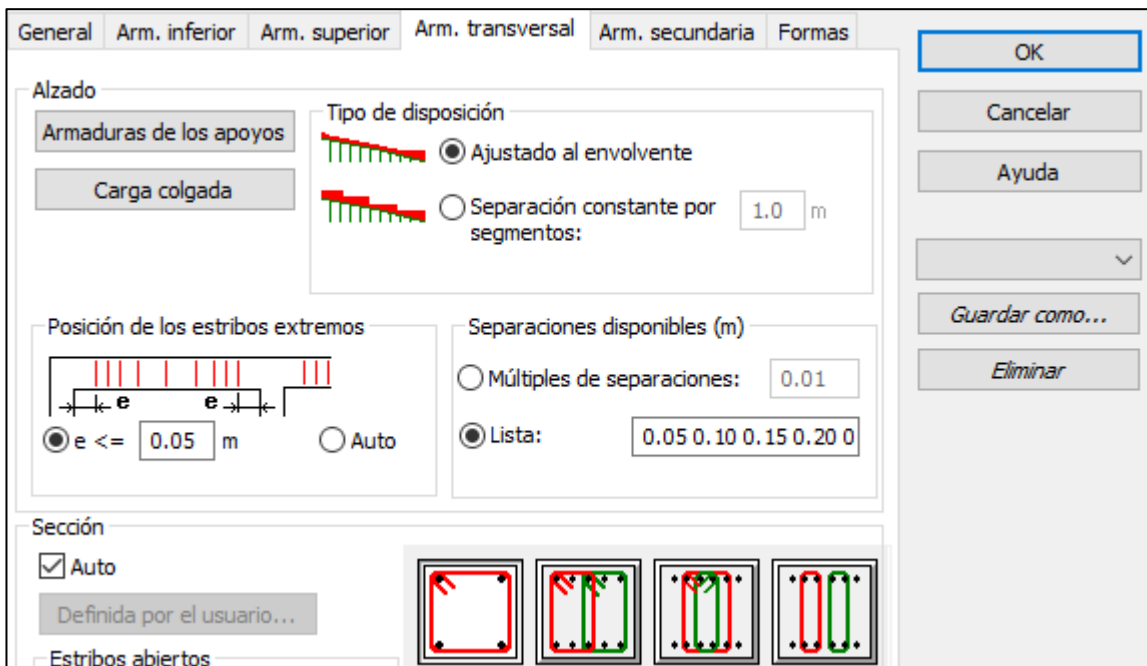 General Arm. inferior Arm. superior Arm. transversal Arm. secundaria Formas
OK
Cancelar
Ayuda
Guardar como...
Eliminar
Alzado
Armaduras de los apoyos
Carga colgada
Tipo de disposición
Ajustado al envolvente
Separación constante por
segmentos:
1.0 m
Posición de los estribos extremos
e e
e <= 0.05 m Auto
Separaciones disponibles (m)
Múltiples de separaciones: 0.01
Lista: 0.05 0.10 0.15 0.20 0
Sección
Auto
Definida por el usuario...
Estribos abiertos